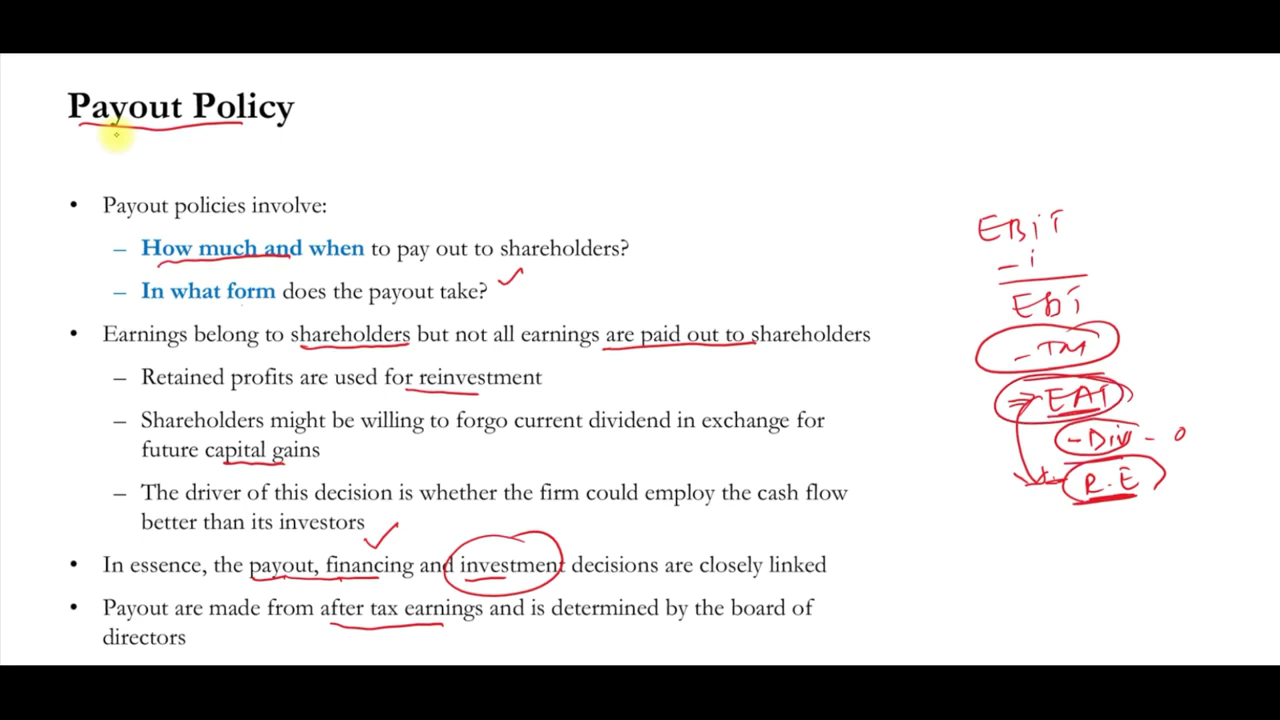 Payout Policy
• Payout policies involve:
– How much and when to pay out to shareholders?
– In what form does the payout take?
• Earnings belong to shareholders but not all earnings are paid out to shareholders
– Retained profits are used for reinvestment
– Shareholders might be willing to forgo current dividend in exchange for
future capital gains
– The driver of this decision is whether the firm could employ the cash flow
better than its investors
• In essence, the payout, financing and investment decisions are closely linked
• Payout are made from after tax earnings and is determined by the board of
directors
EBIT
– i
EBT
⇒ EAT
– Div – 0
R.E